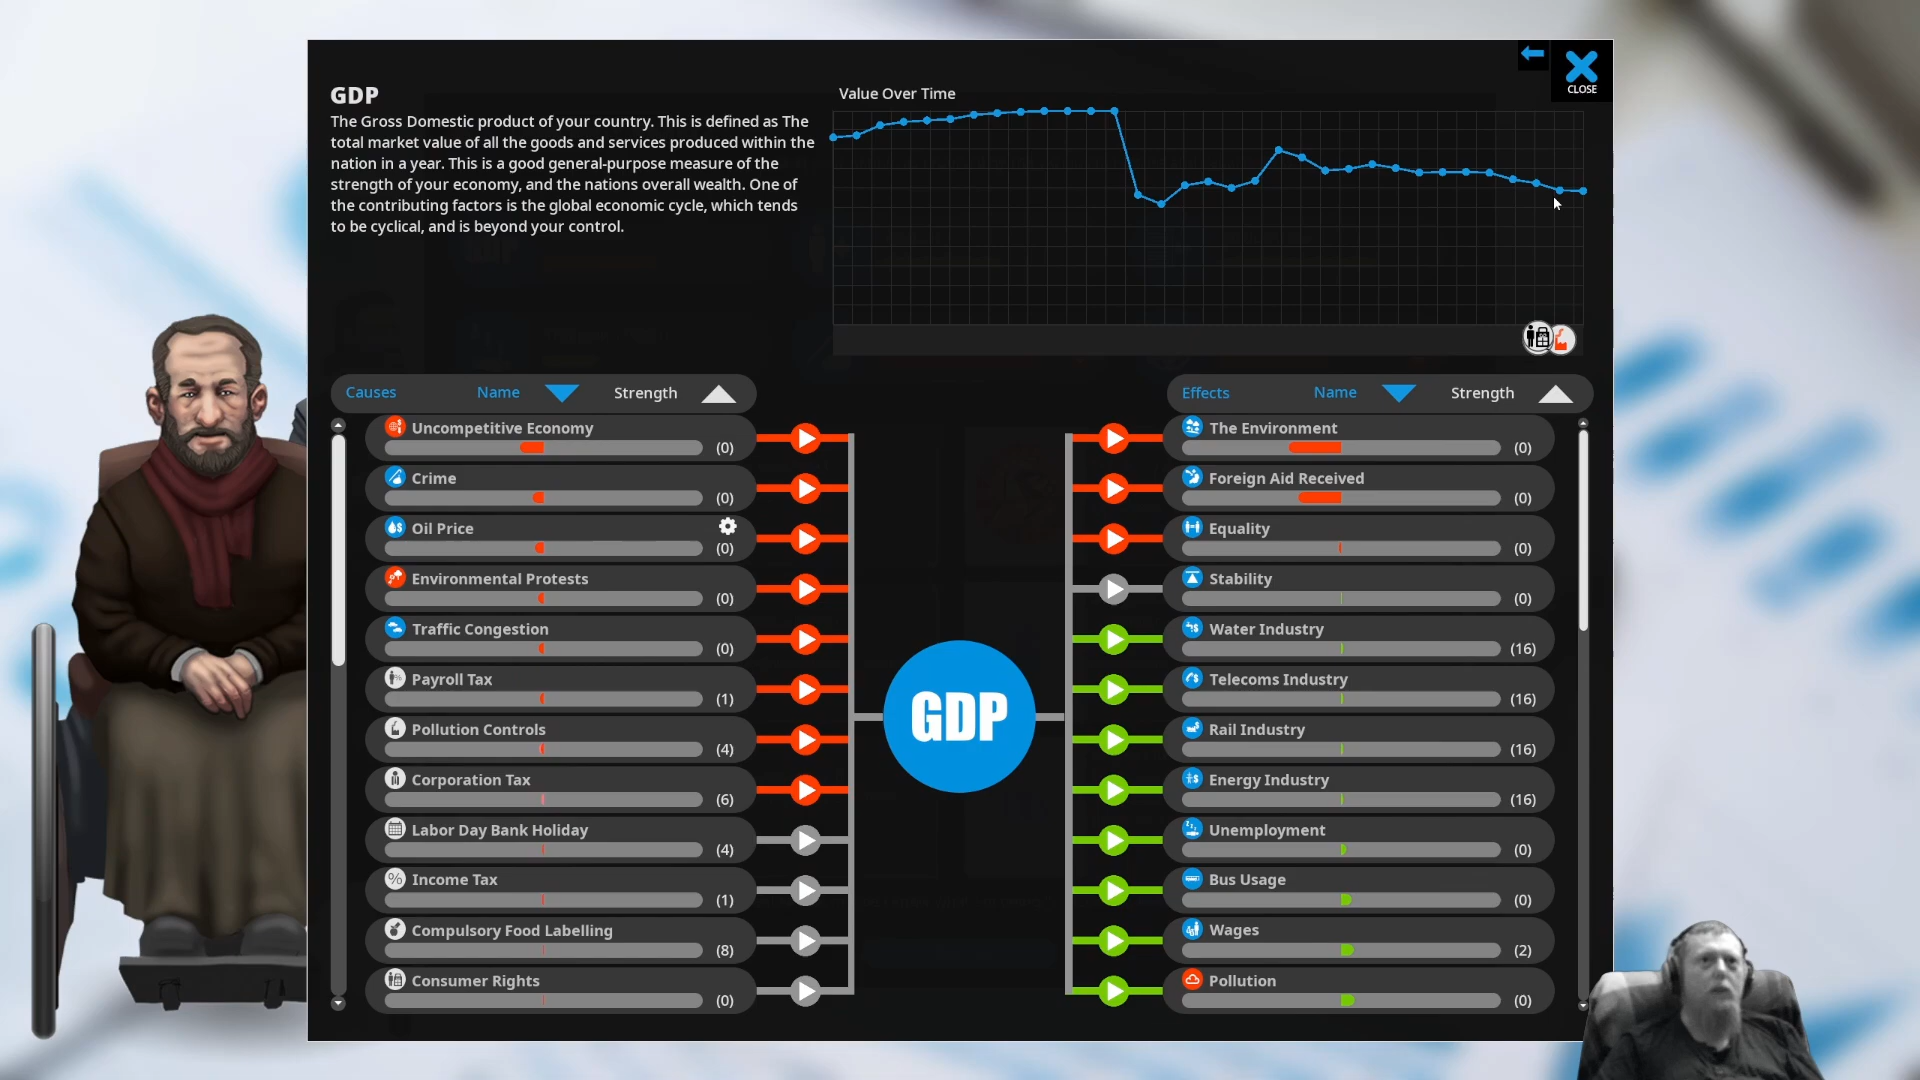 CLOSE
GDP
The Gross Domestic product of your country. This is defined as The
total market value of all the goods and services produced within the
nation in a year. This is a good general-purpose measure of the
strength of your economy, and the nations overall wealth. One of
the contributing factors is the global economic cycle, which tends
to be cyclical, and is beyond your control.
Value Over Time
Causes Name Strength
Uncompetitive Economy
(0)
Crime
(0)
Oil Price
(0)
Environmental Protests
(0)
Traffic Congestion
(0)
Payroll Tax
(1)
Pollution Controls
(4)
Corporation Tax
(6)
Labor Day Bank Holiday
(4)
Income Tax
(1)
Compulsory Food Labelling
(8)
Consumer Rights
(0)
GDP
Effects Name Strength
The Environment
(0)
Foreign Aid Received
(0)
Equality
(0)
Stability
(0)
Water Industry
(16)
Telecoms Industry
(16)
Rail Industry
(16)
Energy Industry
(16)
Unemployment
(0)
Bus Usage
(0)
Wages
(2)
Pollution
(0)